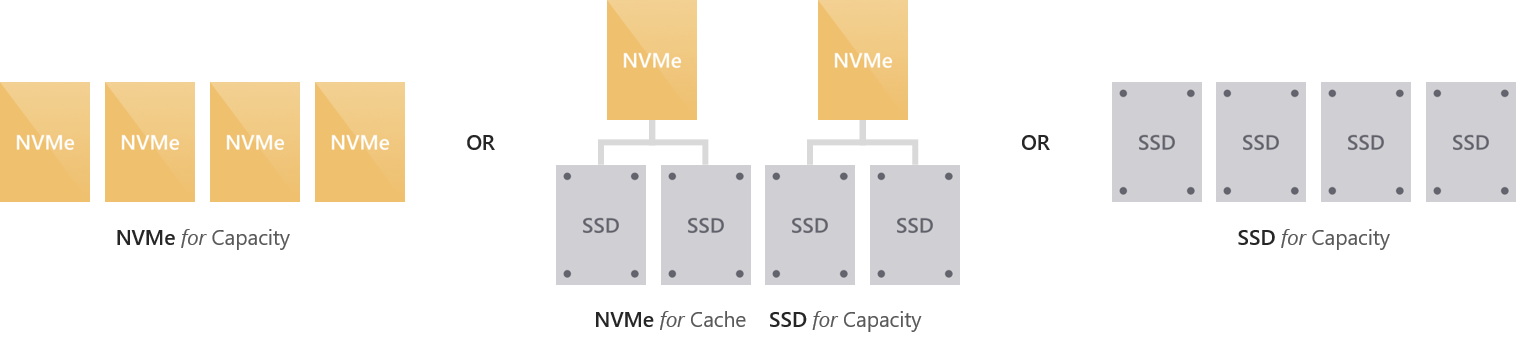 NVMe NVMe NVMe NVMe
NVMe for Capacity
OR
NVMe NVMe
SSD SSD SSD SSD
NVMe for Cache SSD for Capacity
OR
SSD SSD SSD SSD
SSD for Capacity